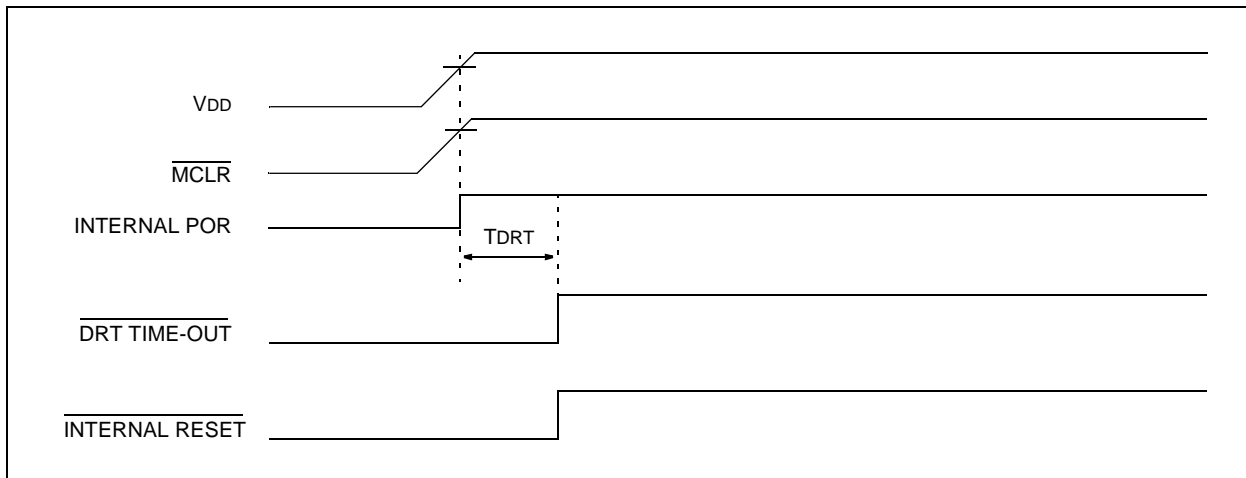 VDD
MCLR
INTERNAL POR
TDRT
DRT TIME-OUT
INTERNAL RESET